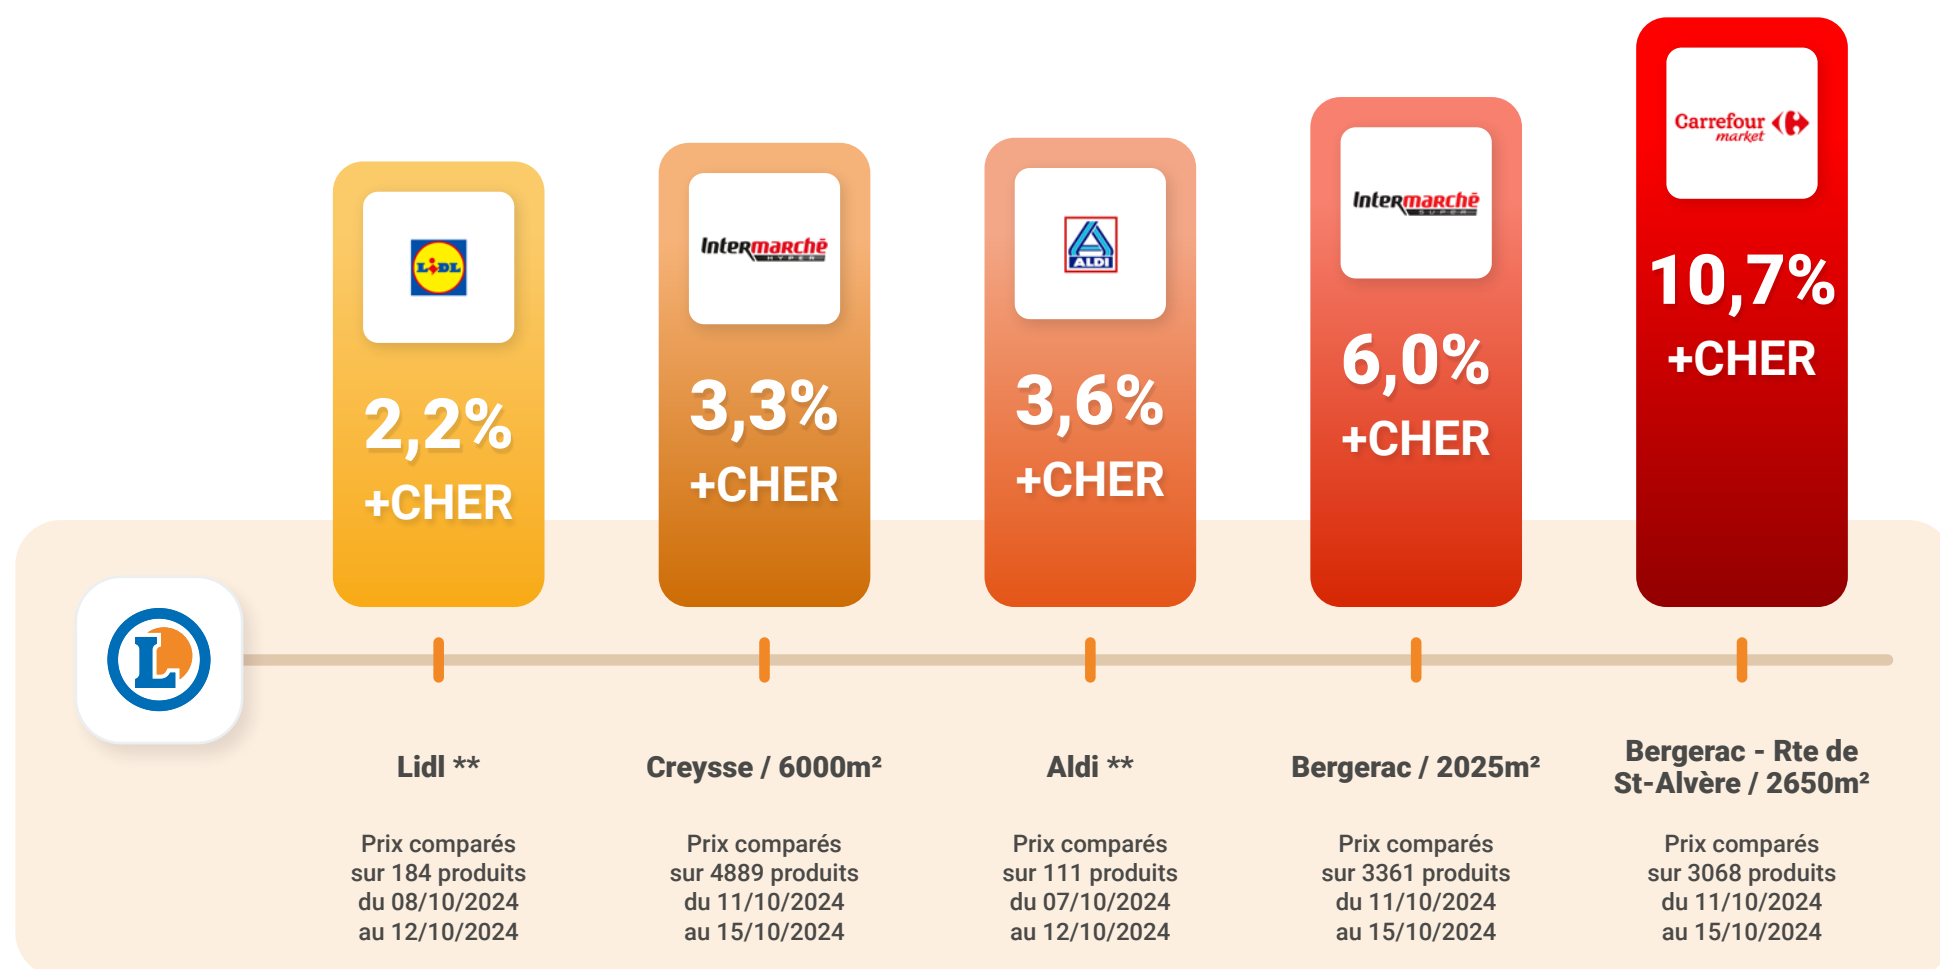 LIDL
2,2%
+CHER
Intermarché
HYPER
3,3%
+CHER
ALDI
3,6%
+CHER
Intermarché
SUPER
6,0%
+CHER
Carrefour
market
10,7%
+CHER
L
Lidl **
Prix comparés
sur 184 produits
du 08/10/2024
au 12/10/2024
Creysse / 6000m²
Prix comparés
sur 4889 produits
du 11/10/2024
au 15/10/2024
Aldi **
Prix comparés
sur 111 produits
du 07/10/2024
au 12/10/2024
Bergerac / 2025m²
Prix comparés
sur 3361 produits
du 11/10/2024
au 15/10/2024
Bergerac - Rte de
St-Alvère / 2650m²
Prix comparés
sur 3068 produits
du 11/10/2024
au 15/10/2024